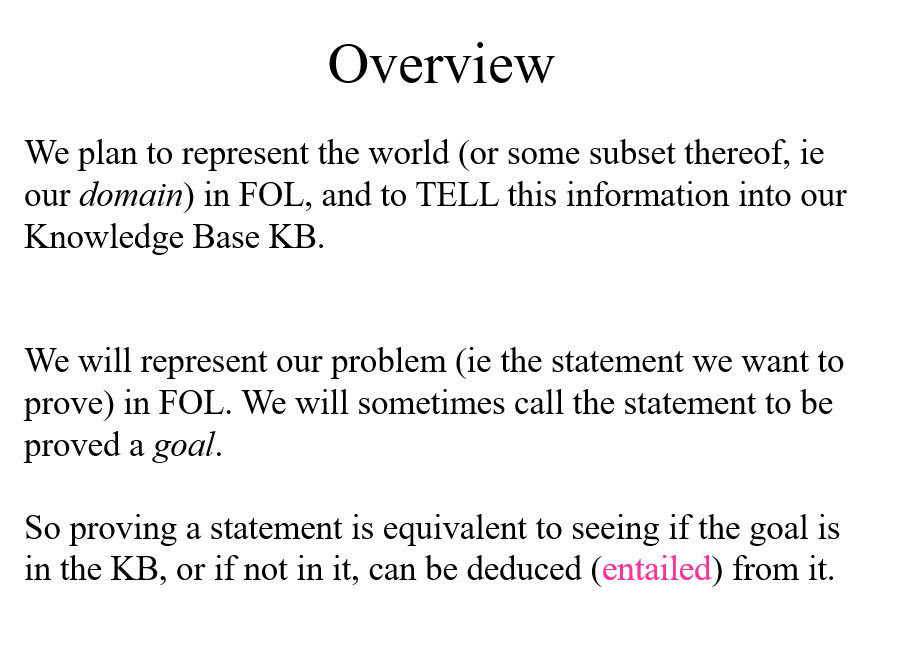 Overview
We plan to represent the world (or some subset thereof, ie
our domain) in FOL, and to TELL this information into our
Knowledge Base KB.
We will represent our problem (ie the statement we want to
prove) in FOL. We will sometimes call the statement to be
proved a goal.
So proving a statement is equivalent to seeing if the goal is
in the KB, or if not in it, can be deduced (entailed) from it.